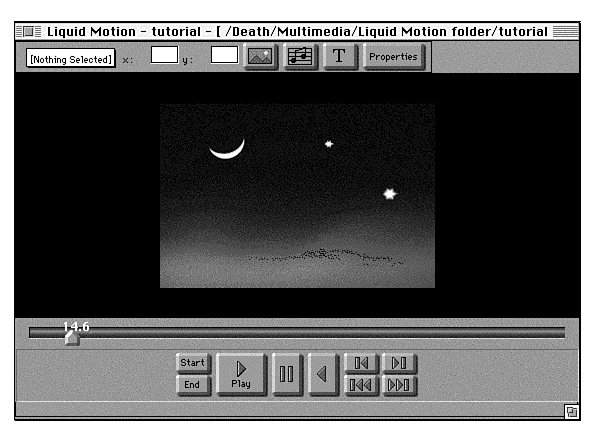 Liquid Motion - tutorial - [ /Death/Multimedia/Liquid Motion folder/tutorial
[Nothing Selected] x: y: T Properties
14.6
Start
Play
End